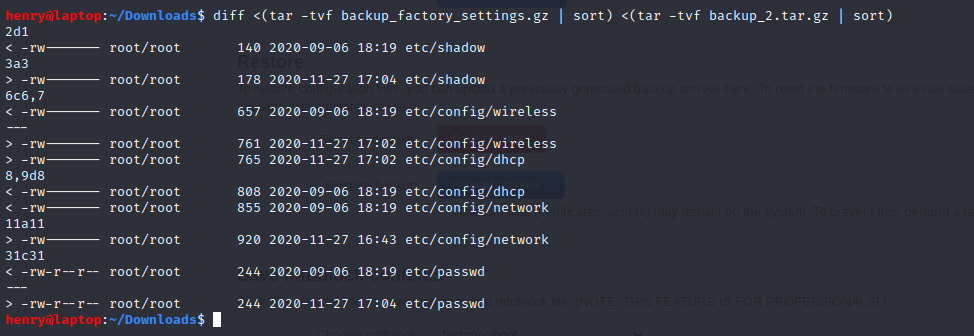 henry@laptop:~/Downloads$ diff <(tar -tvf backup_factory_settings.gz | sort) <(tar -tvf backup_2.tar.gz | sort)
2d1
< -rw------- root/root 140 2020-09-06 18:19 etc/shadow
3a3
> -rw------- root/root 178 2020-11-27 17:04 etc/shadow
6c6,7
< -rw------- root/root 657 2020-09-06 18:19 etc/config/wireless
---
> -rw------- root/root 761 2020-11-27 17:02 etc/config/wireless
> -rw------- root/root 765 2020-11-27 17:02 etc/config/dhcp
8,9d8
< -rw------- root/root 808 2020-09-06 18:19 etc/config/dhcp
< -rw------- root/root 855 2020-09-06 18:19 etc/config/network
11a11
> -rw------- root/root 920 2020-11-27 16:43 etc/config/network
31c31
< -rw-r--r-- root/root 244 2020-09-06 18:19 etc/passwd
---
> -rw-r--r-- root/root 244 2020-11-27 17:04 etc/passwd
henry@laptop:~/Downloads$
Restore